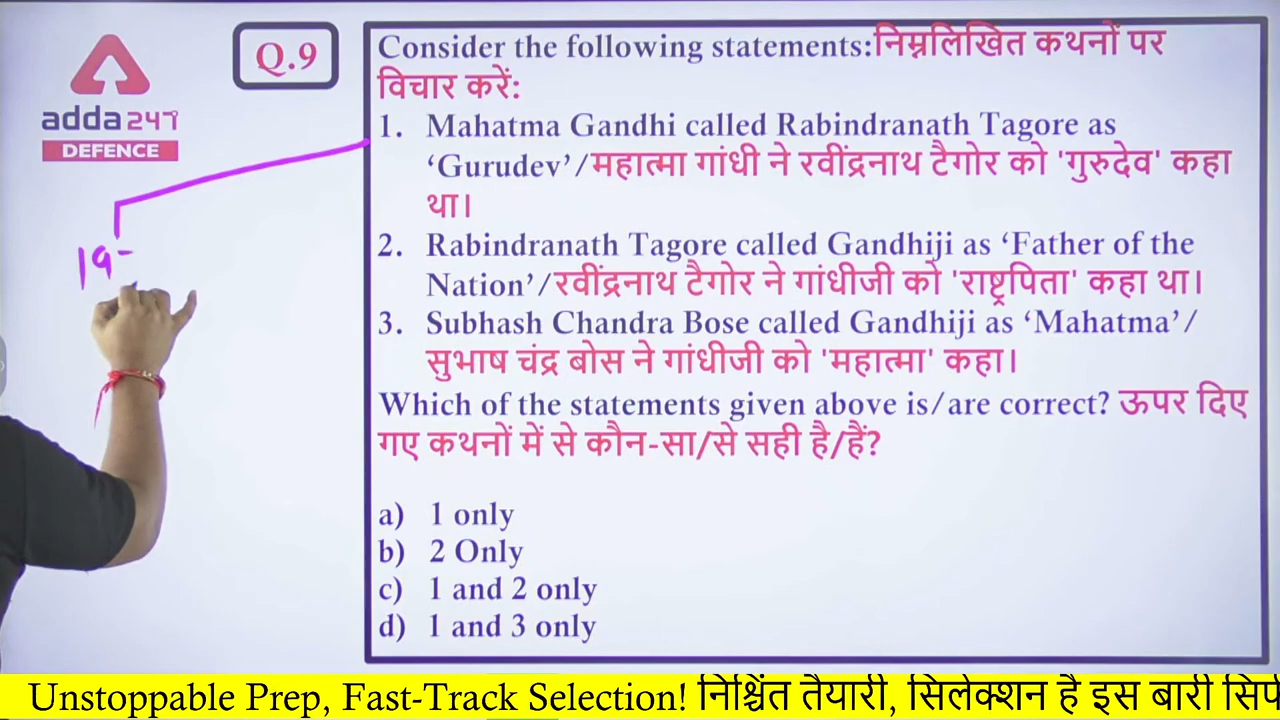 adda247
DEFENCE
Q.9
Consider the following statements:निम्नलिखित कथनों पर
विचार करें:
1. Mahatma Gandhi called Rabindranath Tagore as
‘Gurudev’/महात्मा गांधी ने रवींद्रनाथ टैगोर को 'गुरुदेव' कहा
था।
2. Rabindranath Tagore called Gandhiji as ‘Father of the
Nation’/रवींद्रनाथ टैगोर ने गांधीजी को 'राष्ट्रपिता' कहा था।
3. Subhash Chandra Bose called Gandhiji as ‘Mahatma’/
सुभाष चंद्र बोस ने गांधीजी को 'महात्मा' कहा।
Which of the statements given above is/are correct? ऊपर दिए
गए कथनों में से कौन-सा/से सही है/हैं?
a) 1 only
b) 2 Only
c) 1 and 2 only
d) 1 and 3 only
19-
Unstoppable Prep, Fast-Track Selection! निश्चिंत तैयारी, सिलेक्शन है इस बारी